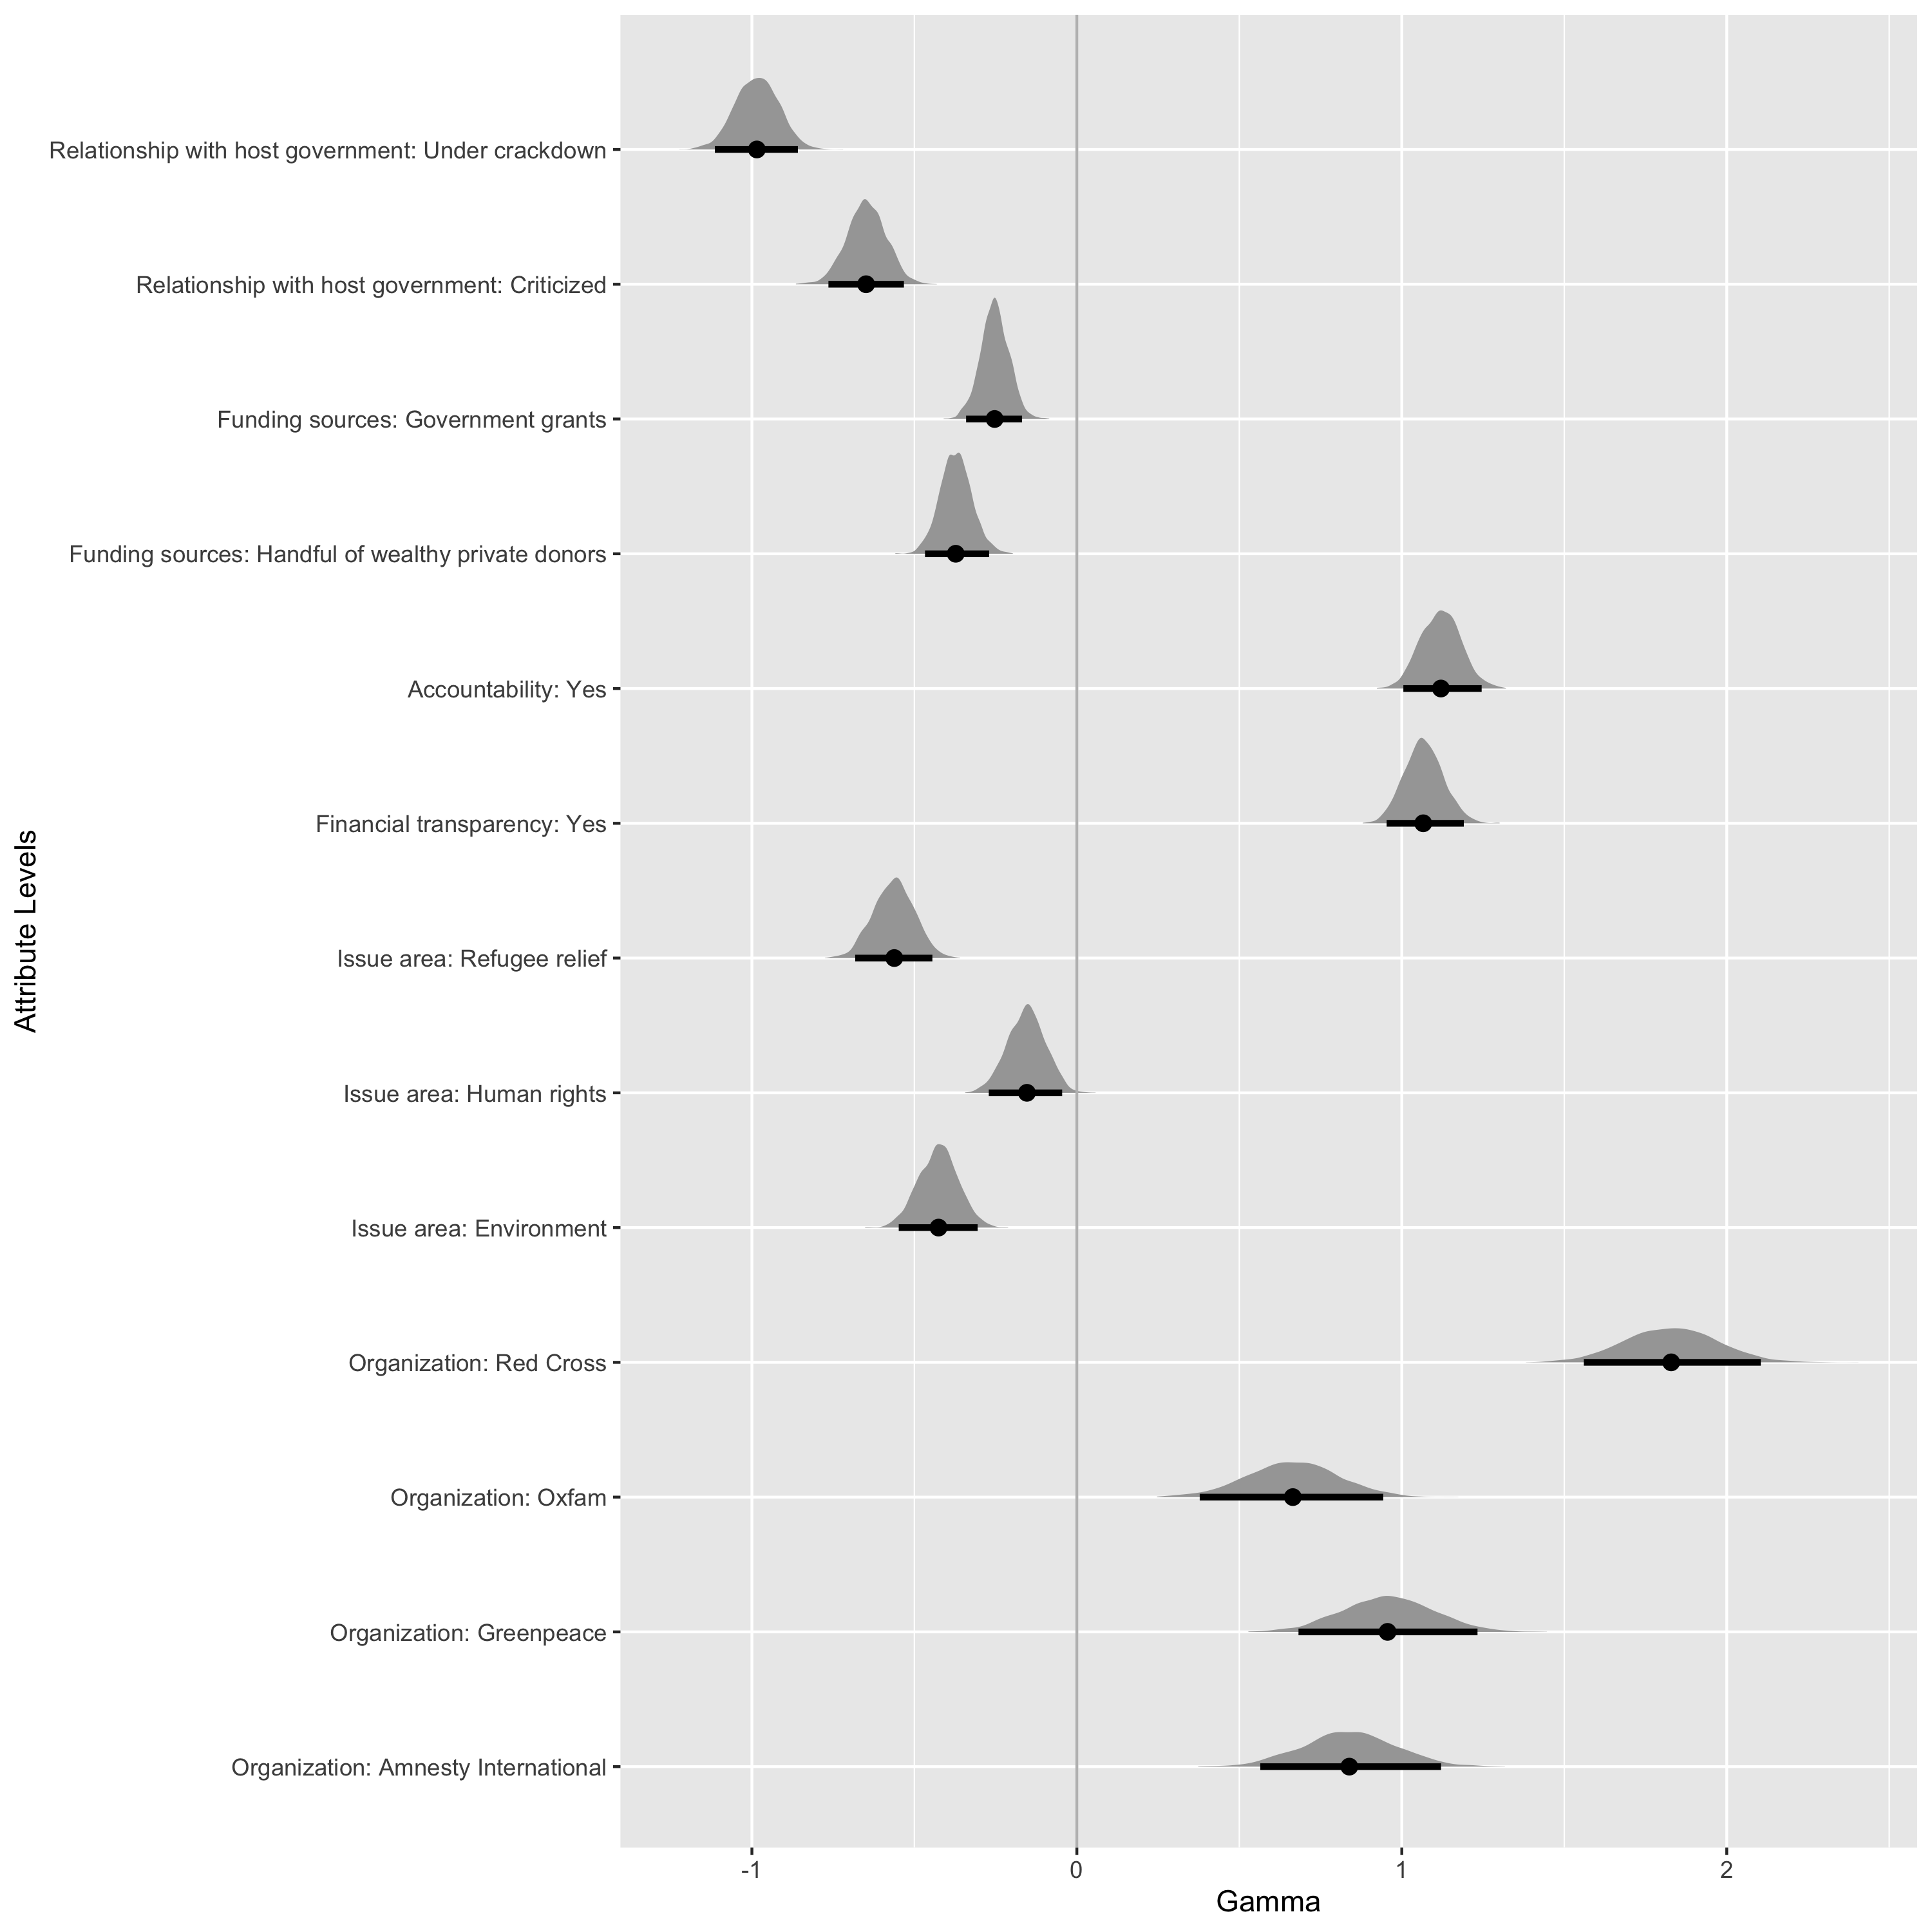 Relationship with host government: Under crackdown
Relationship with host government: Criticized
Funding sources: Government grants
Funding sources: Handful of wealthy private donors
Accountability: Yes
Financial transparency: Yes
Issue area: Refugee relief
Issue area: Human rights
Issue area: Environment
Organization: Red Cross
Organization: Oxfam
Organization: Greenpeace
Organization: Amnesty International
Attribute Levels
-1 0 1 2
Gamma